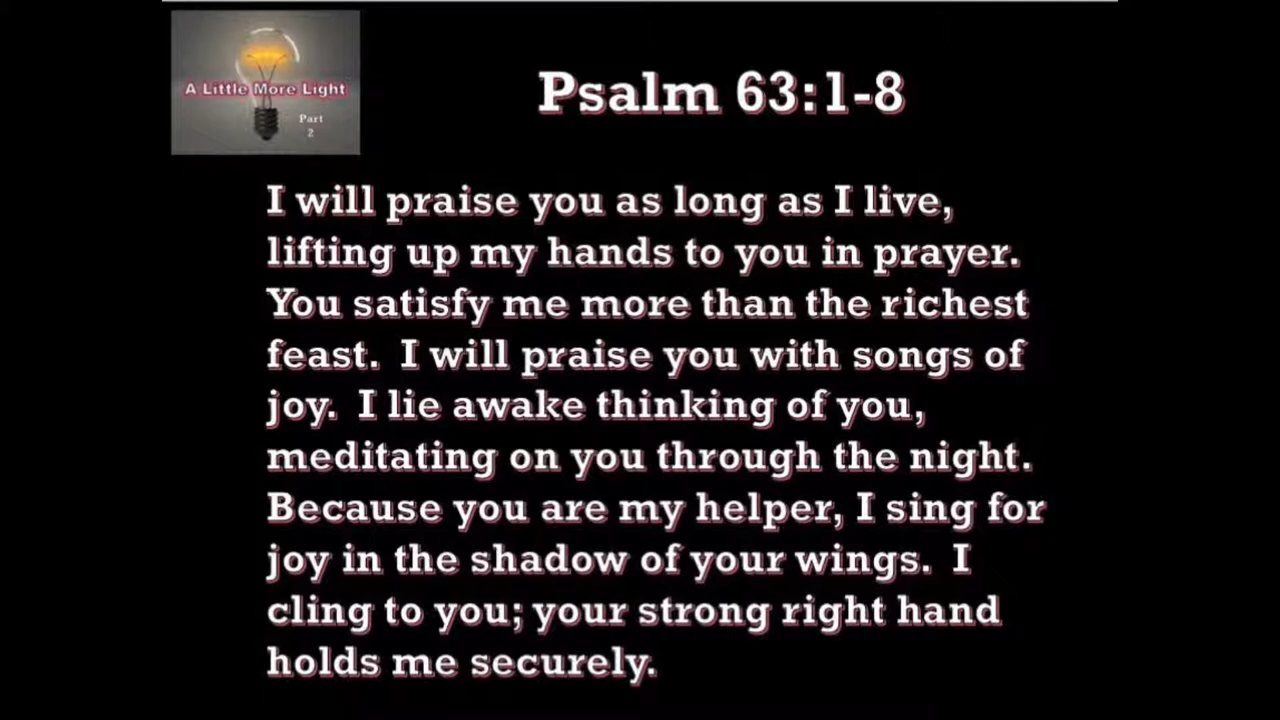 A Little More Light
Part
2
Psalm 63:1-8
I will praise you as long as I live,
lifting up my hands to you in prayer.
You satisfy me more than the richest
feast.  I will praise you with songs of
joy.  I lie awake thinking of you,
meditating on you through the night.
Because you are my helper, I sing for
joy in the shadow of your wings.  I
cling to you; your strong right hand
holds me securely.